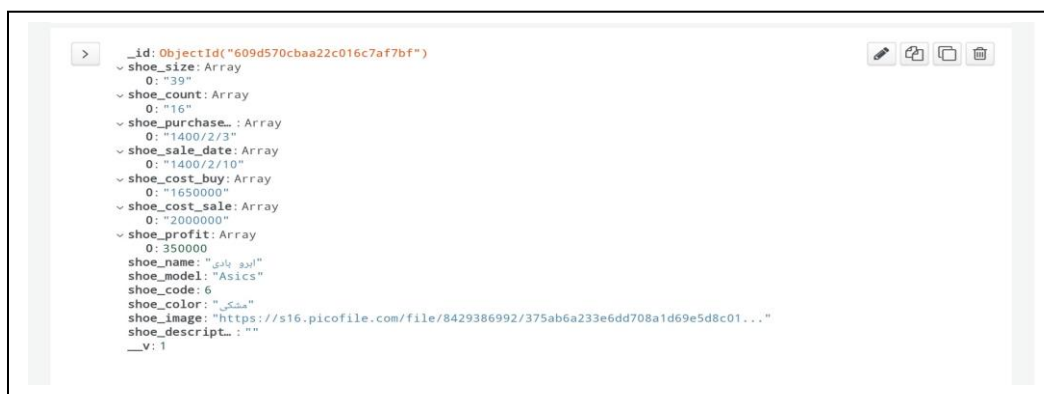 _id: ObjectId("609d570cbaa22c016c7af7bf")
shoe_size: Array
0: "39"
shoe_count: Array
0: "16"
shoe_purchase… : Array
0: "1400/2/3"
shoe_sale_date: Array
0: "1400/2/10"
shoe_cost_buy: Array
0: "1650000"
shoe_cost_sale: Array
0: "2000000"
shoe_profit: Array
0: 350000
shoe_name: "ایرو بادی"
shoe_model: "Asics"
shoe_code: 6
shoe_color: "مشکی"
shoe_image: "https://s16.picofile.com/file/8429386992/375ab6a233e6dd708a1d69e5d8c01..."
shoe_descript… : ""
__v: 1